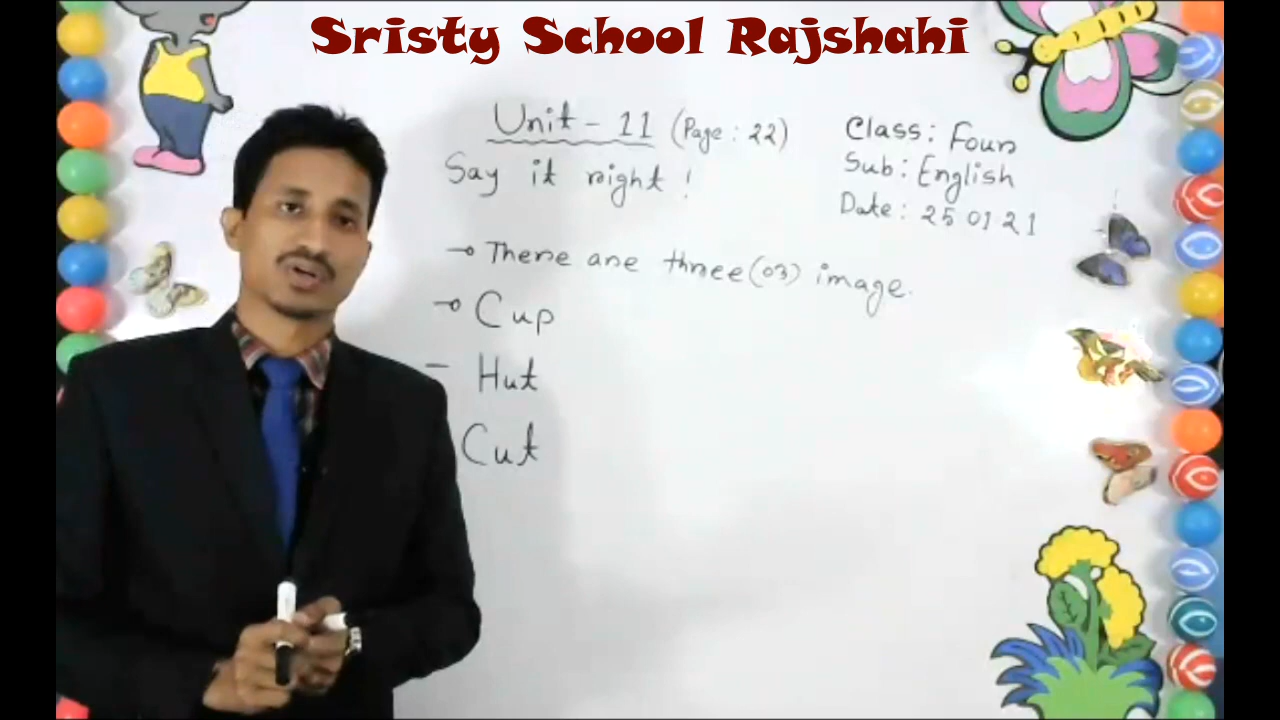 Sristy School Rajshahi
Unit - 11 (Page : 22)
Say it right !
Class : Four
Sub : English
Date : 25 01 21
→ There are three (03) image.
→ Cup
– Hut
Cut